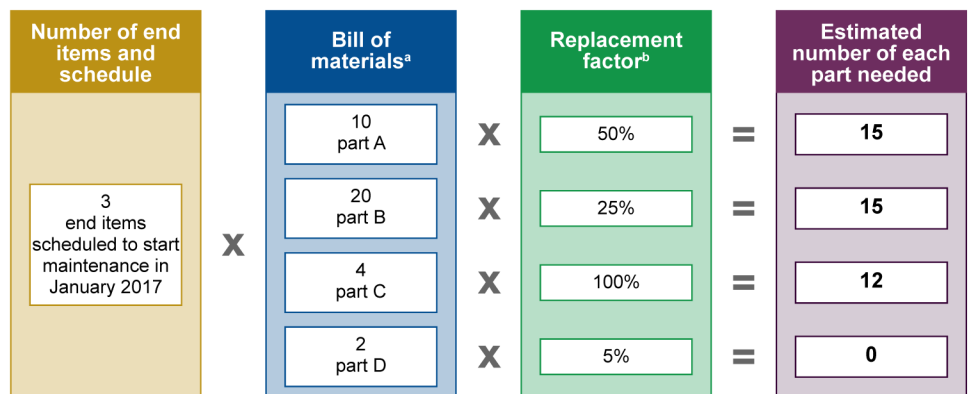 Number of end
items and
schedule
Bill of
materialsᵃ
Replacement
factorᵇ
Estimated
number of each
part needed
3
end items
scheduled to start
maintenance in
January 2017
X
10
part A
X
50%
=
15
20
part B
X
25%
=
15
4
part C
X
100%
=
12
2
part D
X
5%
=
0